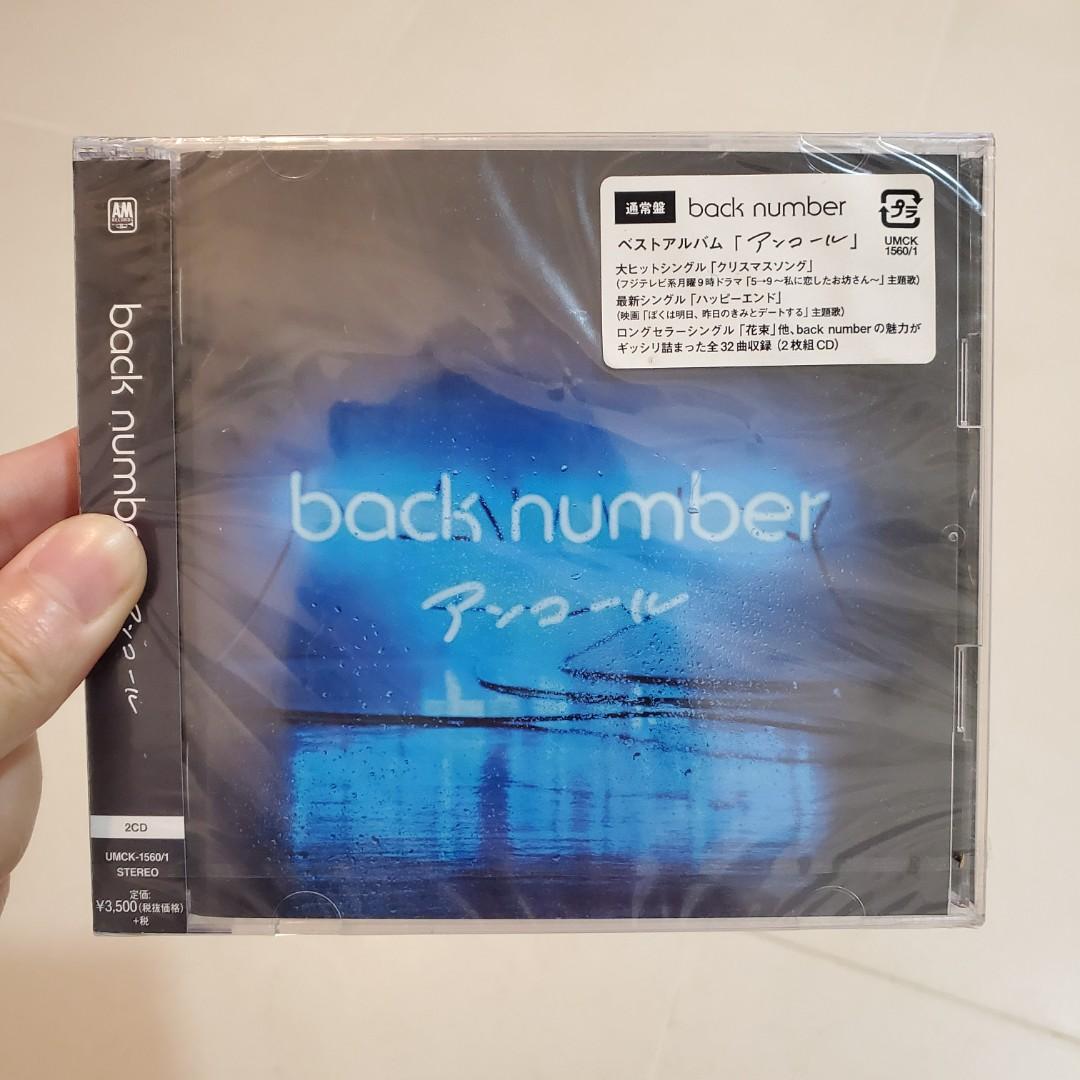 AM
RECORDS
back numbe
アンコール
2CD
UMCK-1560/1
STEREO
定価:
¥3,500(税抜価格)
+税
通常盤 back number
プラ
ベストアルバム「アンコール」
UMCK
1560/1
大ヒットシングル「クリスマスソング」
(フジテレビ系月曜9時ドラマ「5→9～私に恋したお坊さん～」主題歌)
最新シングル「ハッピーエンド」
(映画「ぼくは明日、昨日のきみとデートする」主題歌)
ロングセラーシングル「花束」他、back numberの魅力が
ギッシリ詰まった全32曲収録(2枚組CD)
back number
アンコール